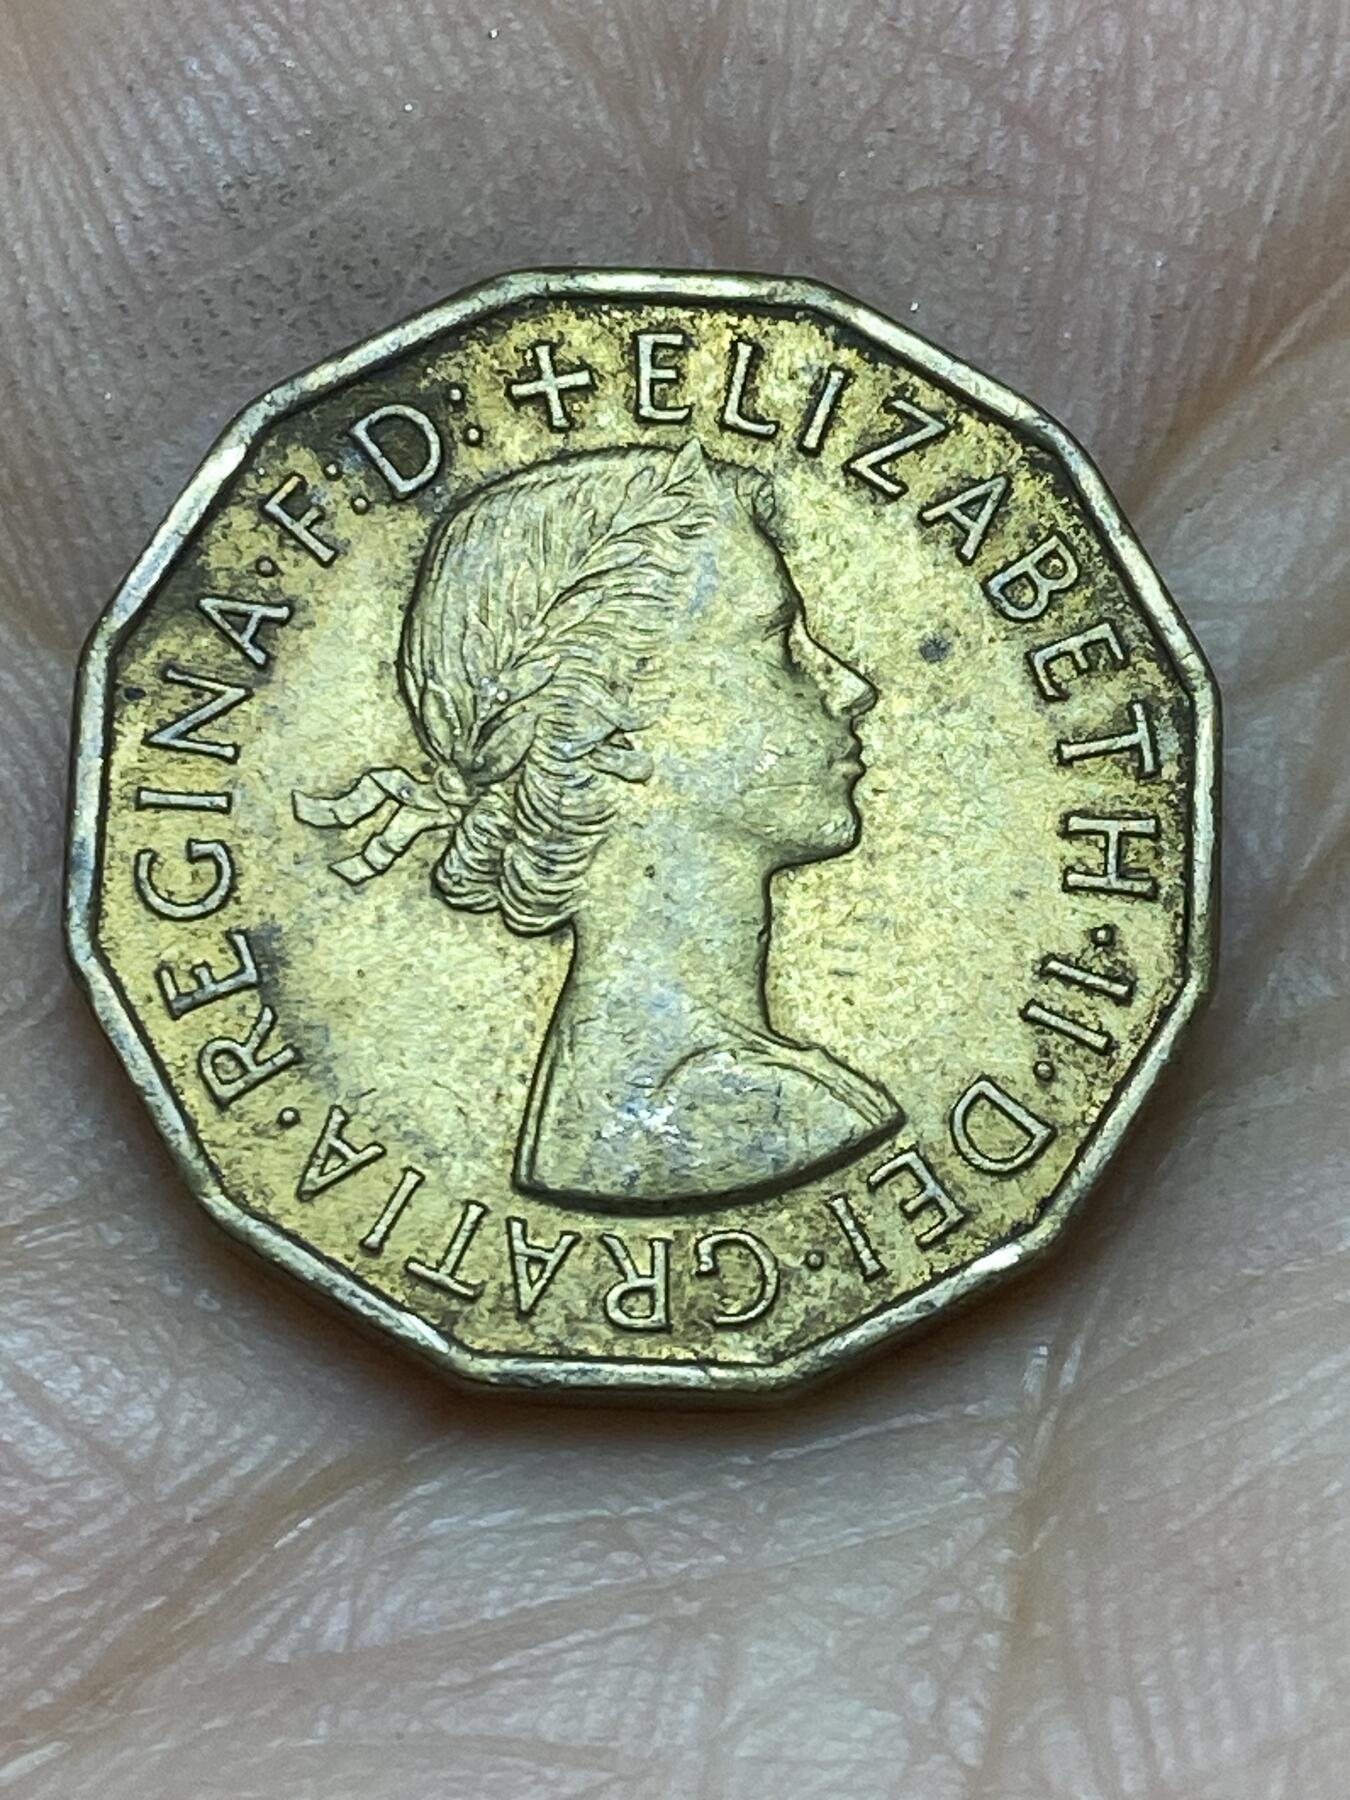 + ELIZABETH · II · DEI · GRATIA · REGINA · F: D: